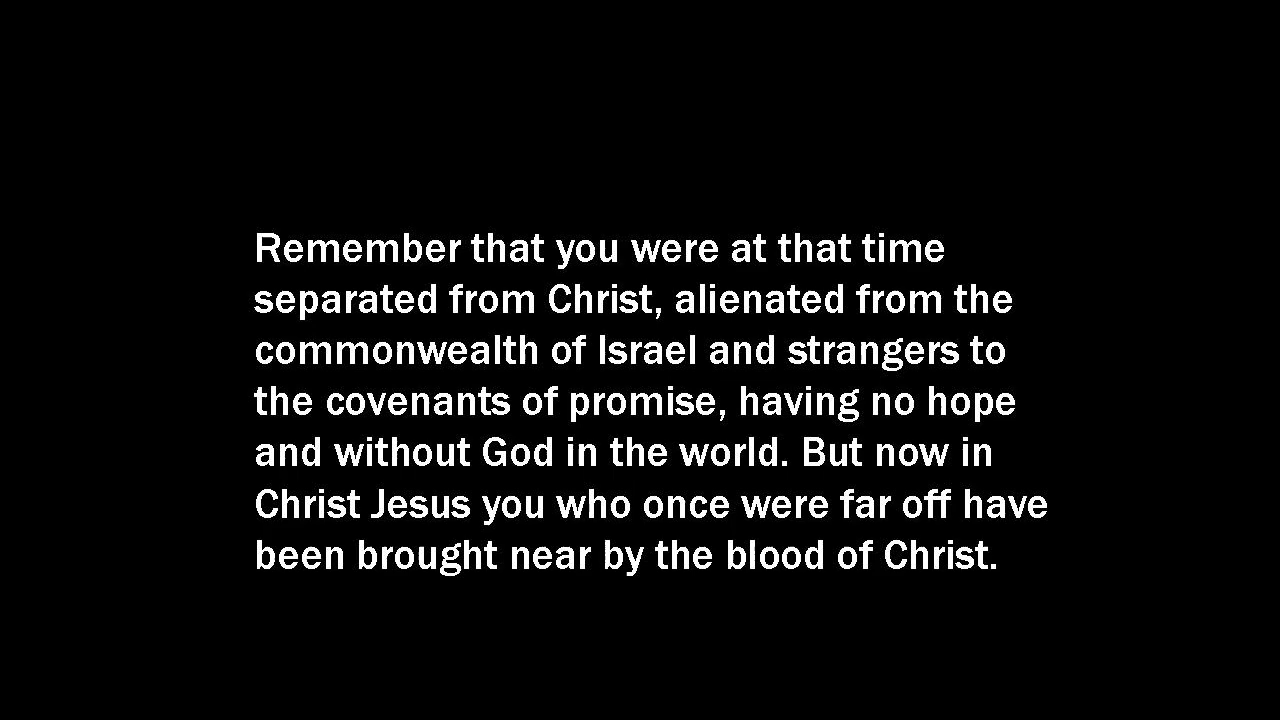 Remember that you were at that time
separated from Christ, alienated from the
commonwealth of Israel and strangers to
the covenants of promise, having no hope
and without God in the world. But now in
Christ Jesus you who once were far off have
been brought near by the blood of Christ.